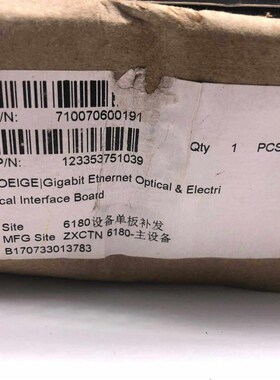 /N: 710070600191
P/N: 123353751039
Qty 1 PCS
OEIGE|Gigabit Ethernet Optical & Electri
cal Interface Board
Site 6180设备单板补发
MFG Site ZXCTN 6180-主设备
B170733013783